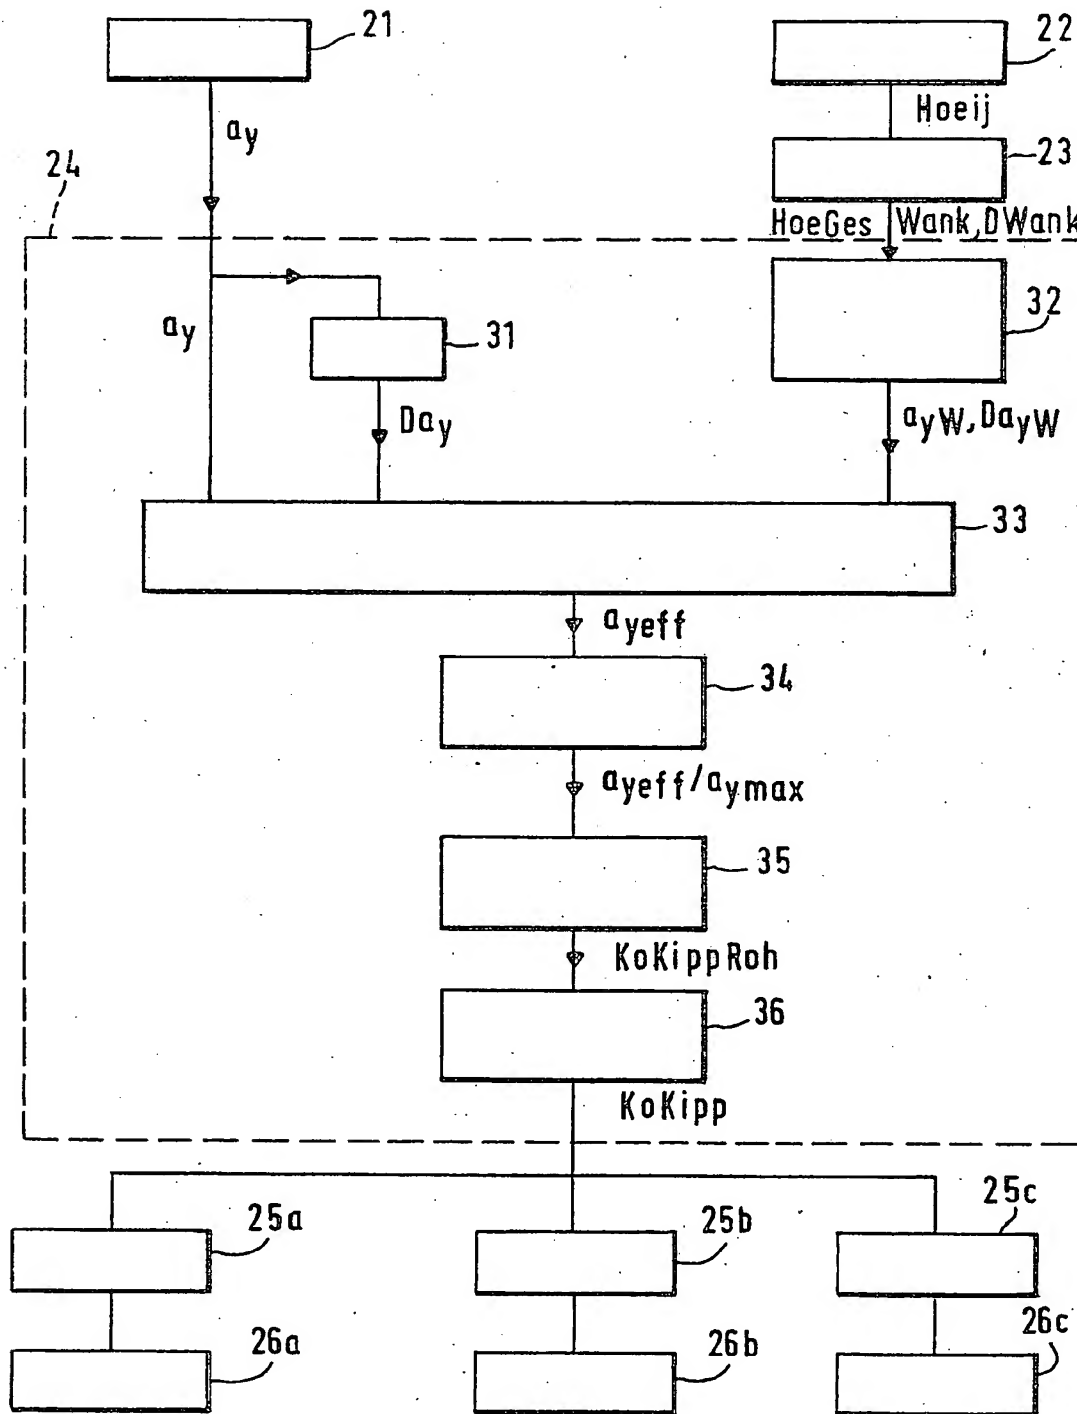 21
22
ay
Hoeij
24
23
HoeGes Wank,DWank
ay
31
32
Day
ayW,DayW
33
ayeff
34
ayeff/aymax
35
KoKippRoh
36
KoKipp
25a
25b
25c
26a
26b
26c